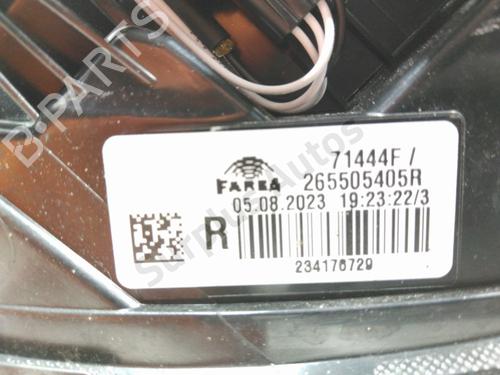 71444F /
FAREA 265505405R
05.08.2023 19:23:22/3
R
234176729
B-PARTS
Surplus Autos